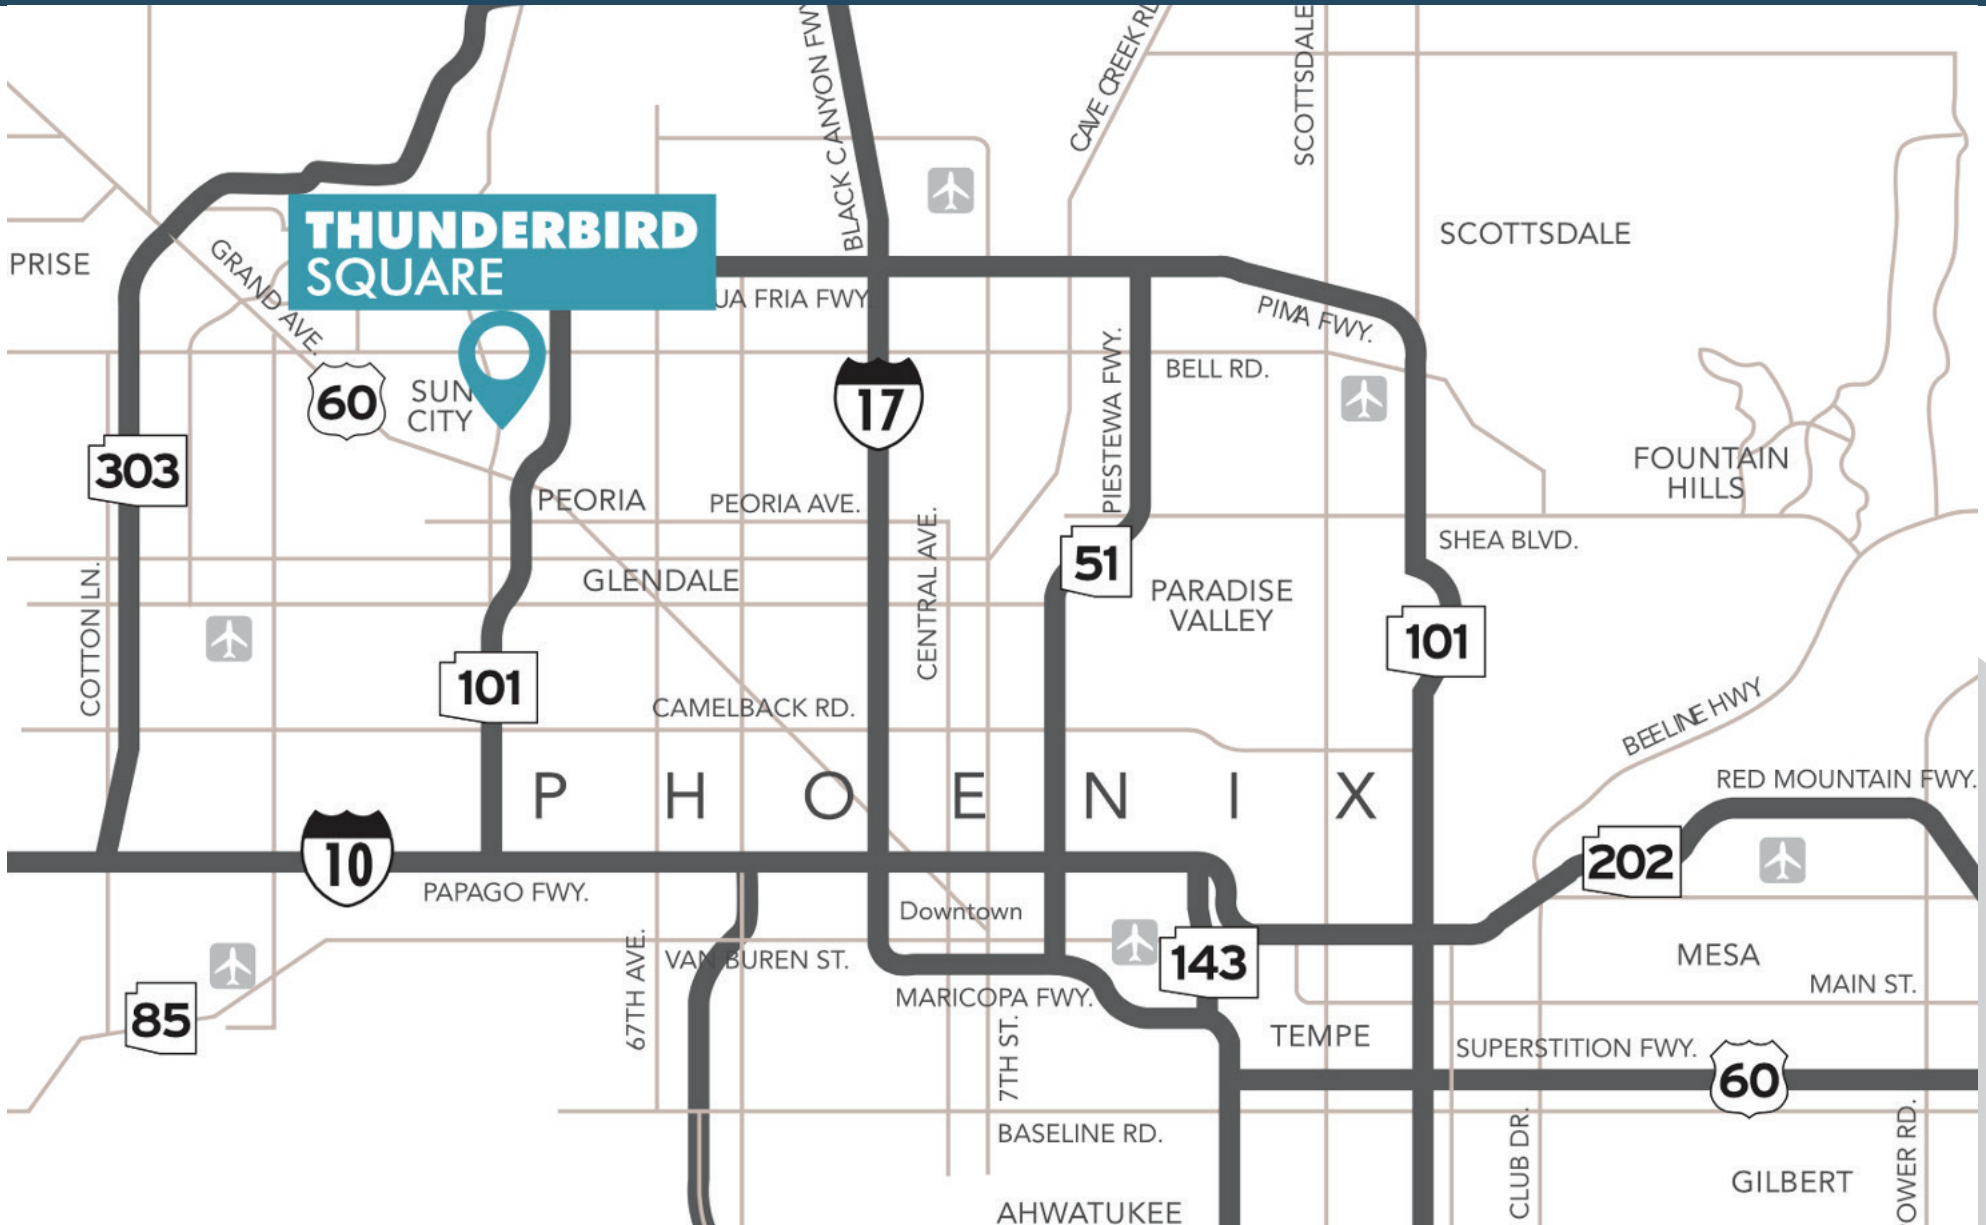 BLACK CANYON FWY
CAVE CREEK RD
SCOTTSDALE
THUNDERBIRD
SQUARE
SCOTTSDALE
PRISE
GRAND AVE.
UA FRIA FWY.
PIMA FWY.
PIESTEWA FWY.
BELL RD.
60
SUN
CITY
17
303
FOUNTAIN
HILLS
PEORIA
PEORIA AVE.
CENTRAL AVE.
SHEA BLVD.
51
COTTON LN.
GLENDALE
PARADISE
VALLEY
101
101
CAMELBACK RD.
BEELINE HWY
PHOENIX
RED MOUNTAIN FWY.
10
202
PAPAGO FWY.
Downtown
67TH AVE.
VAN BUREN ST.
143
MESA
MAIN ST.
MARICOPA FWY.
85
7TH ST.
TEMPE
SUPERSTITION FWY.
60
BASELINE RD.
CLUB DR.
OWER RD.
GILBERT
AHWATUKEE